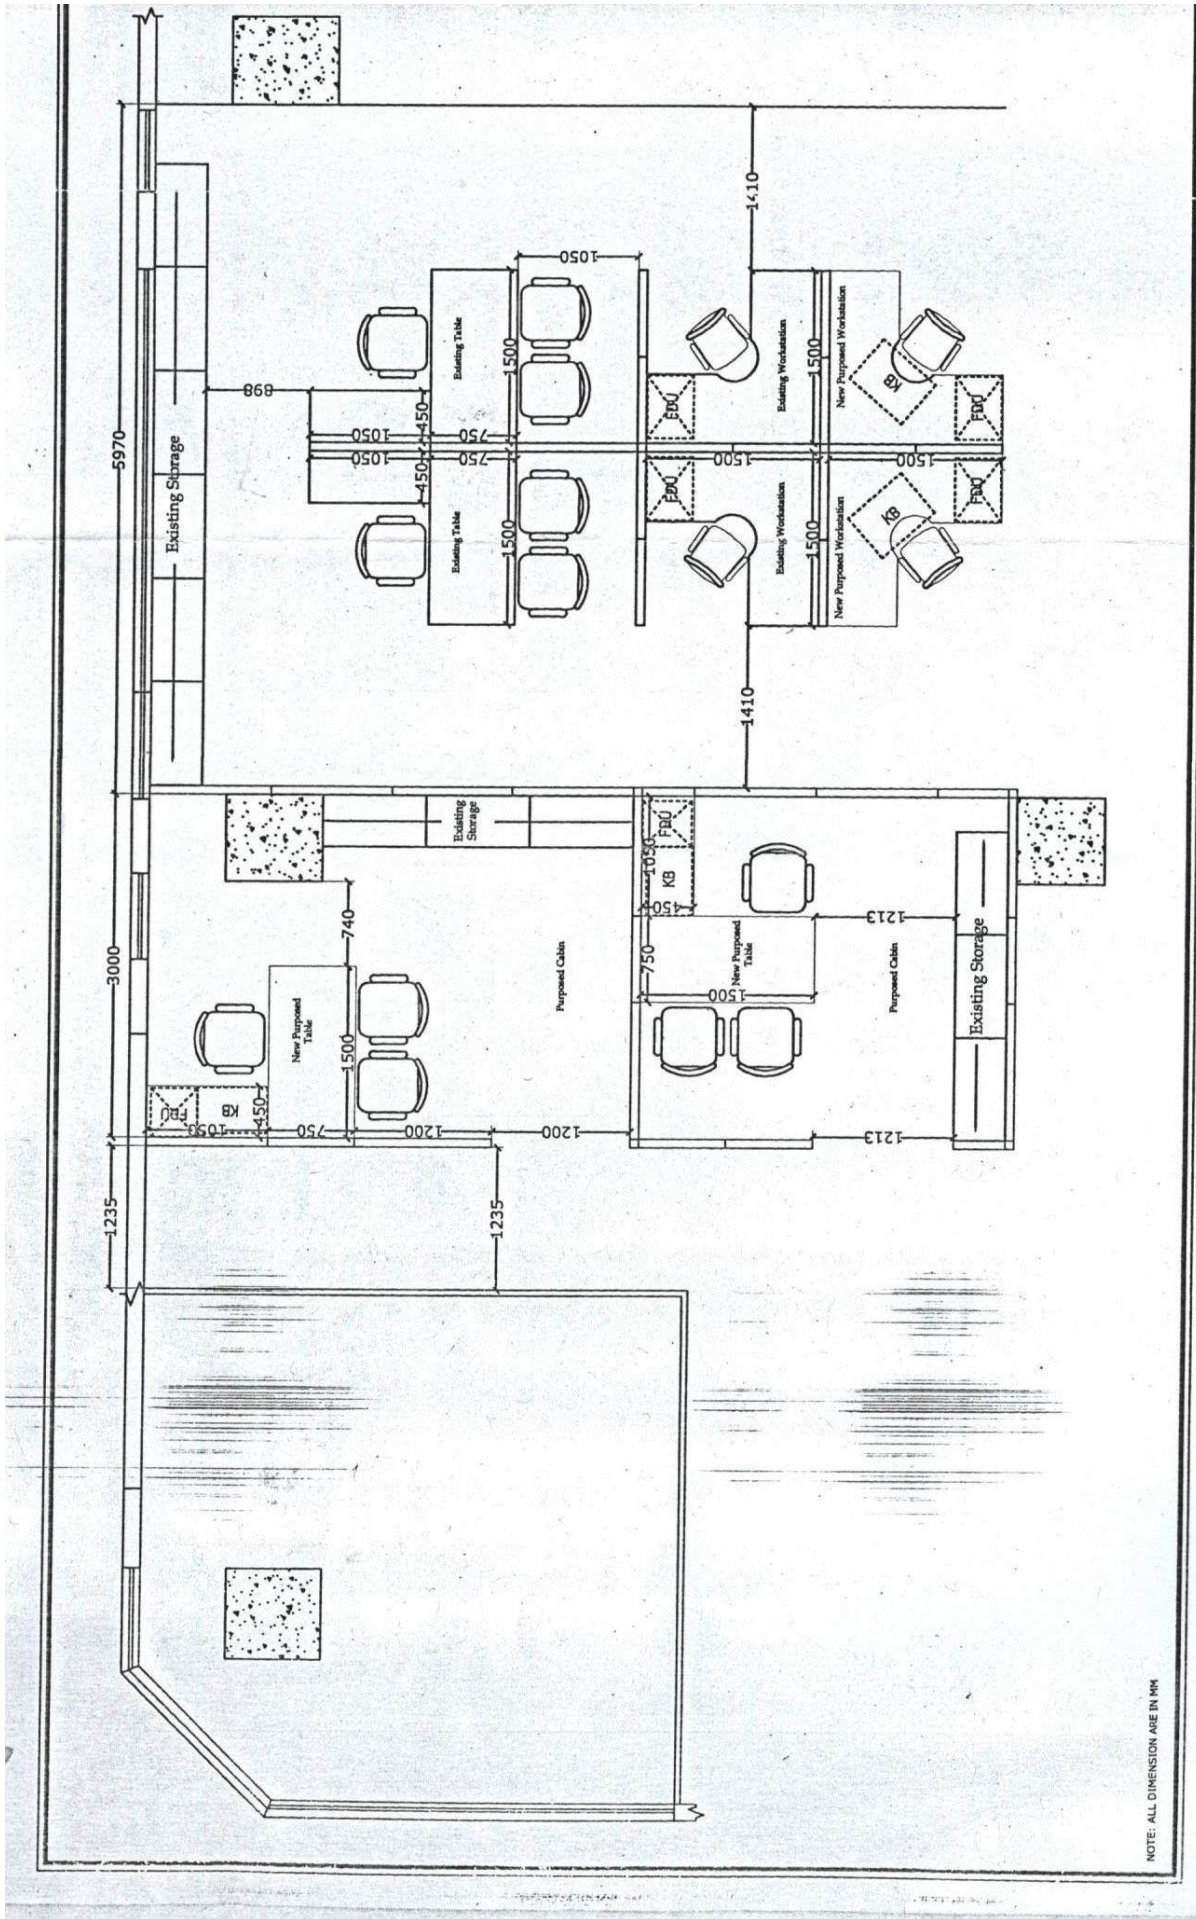 5970
1410
1050
Existing Table
1500
Existing Workstation
1500
New Purposed Workstation
898
KB
450
FDU
FDU
1050
750
Existing Storage
1050
750
1500
1500
450
FDU
FDU
KB
Existing Table
1500
Existing Workstation
1500
New Purposed Workstation
1410
Existing
Storage
FDU
1050
KB
3000
740
450
1213
New Purposed
Table
750
Purposed Cabin
Purposed Cabin
Existing Storage
1500
New Purposed
Table
1500
FDU
KB
450
1050
750
1200
1200
1213
1235
1235
NOTE: ALL DIMENSION ARE IN MM